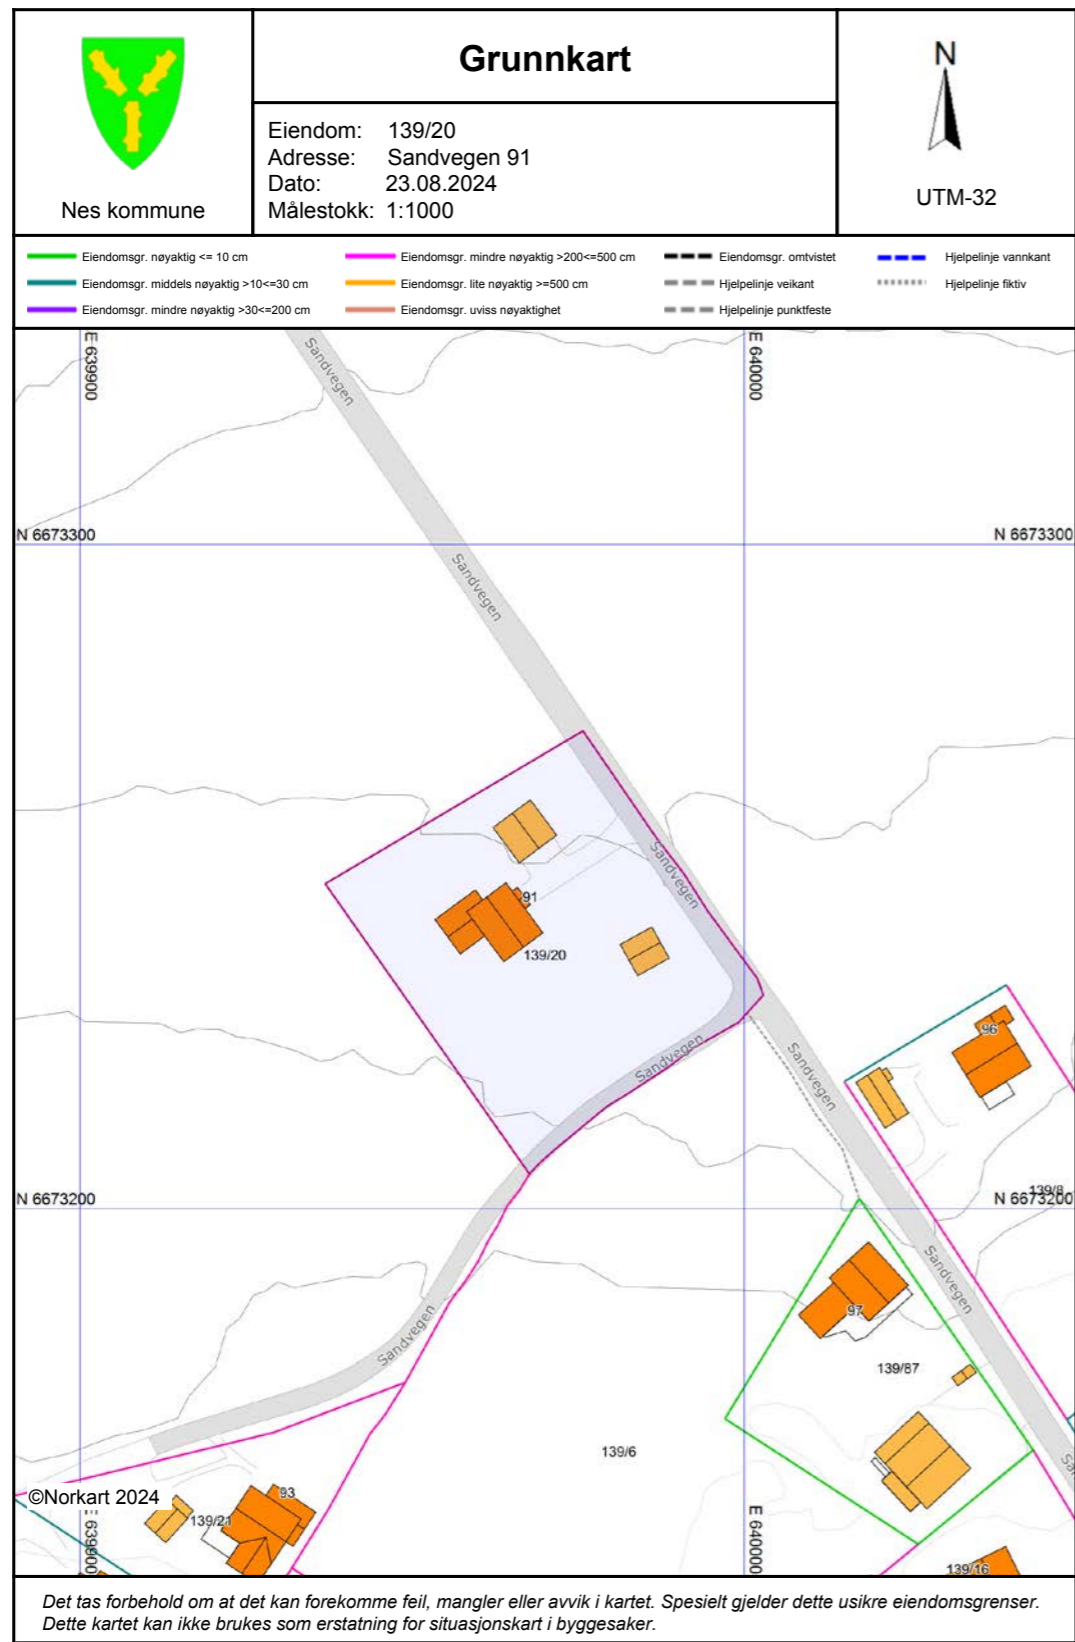 Grunnkart
Nes kommune
Eiendom: 139/20
Adresse: Sandvegen 91
Dato: 23.08.2024
Målestokk: 1:1000
N
UTM-32
Eiendomsgr. nøyaktig <= 10 cm
Eiendomsgr. middels nøyaktig >10<=30 cm
Eiendomsgr. mindre nøyaktig >30<=200 cm
Eiendomsgr. mindre nøyaktig >200<=500 cm
Eiendomsgr. lite nøyaktig >=500 cm
Eiendomsgr. uviss nøyaktighet
Eiendomsgr. omtvistet
Hjelpelinje veikant
Hjelpelinje punktfeste
Hjelpelinje vannkant
Hjelpelinje fiktiv
E 639900
Sandvegen
E 640000
N 6673300
N 6673300
Sandvegen
Sandvegen
91
139/20
Sandvegen
Sandvegen
96
139/8
N 6673200
N 6673200
Sandvegen
Sandvegen
97
139/87
139/6
93
139/21
©Norkart 2024
E 639900
E 640000
139/16
Det tas forbehold om at det kan forekomme feil, mangler eller avvik i kartet. Spesielt gjelder dette usikre eiendomsgrenser.
Dette kartet kan ikke brukes som erstatning for situasjonskart i byggesaker.